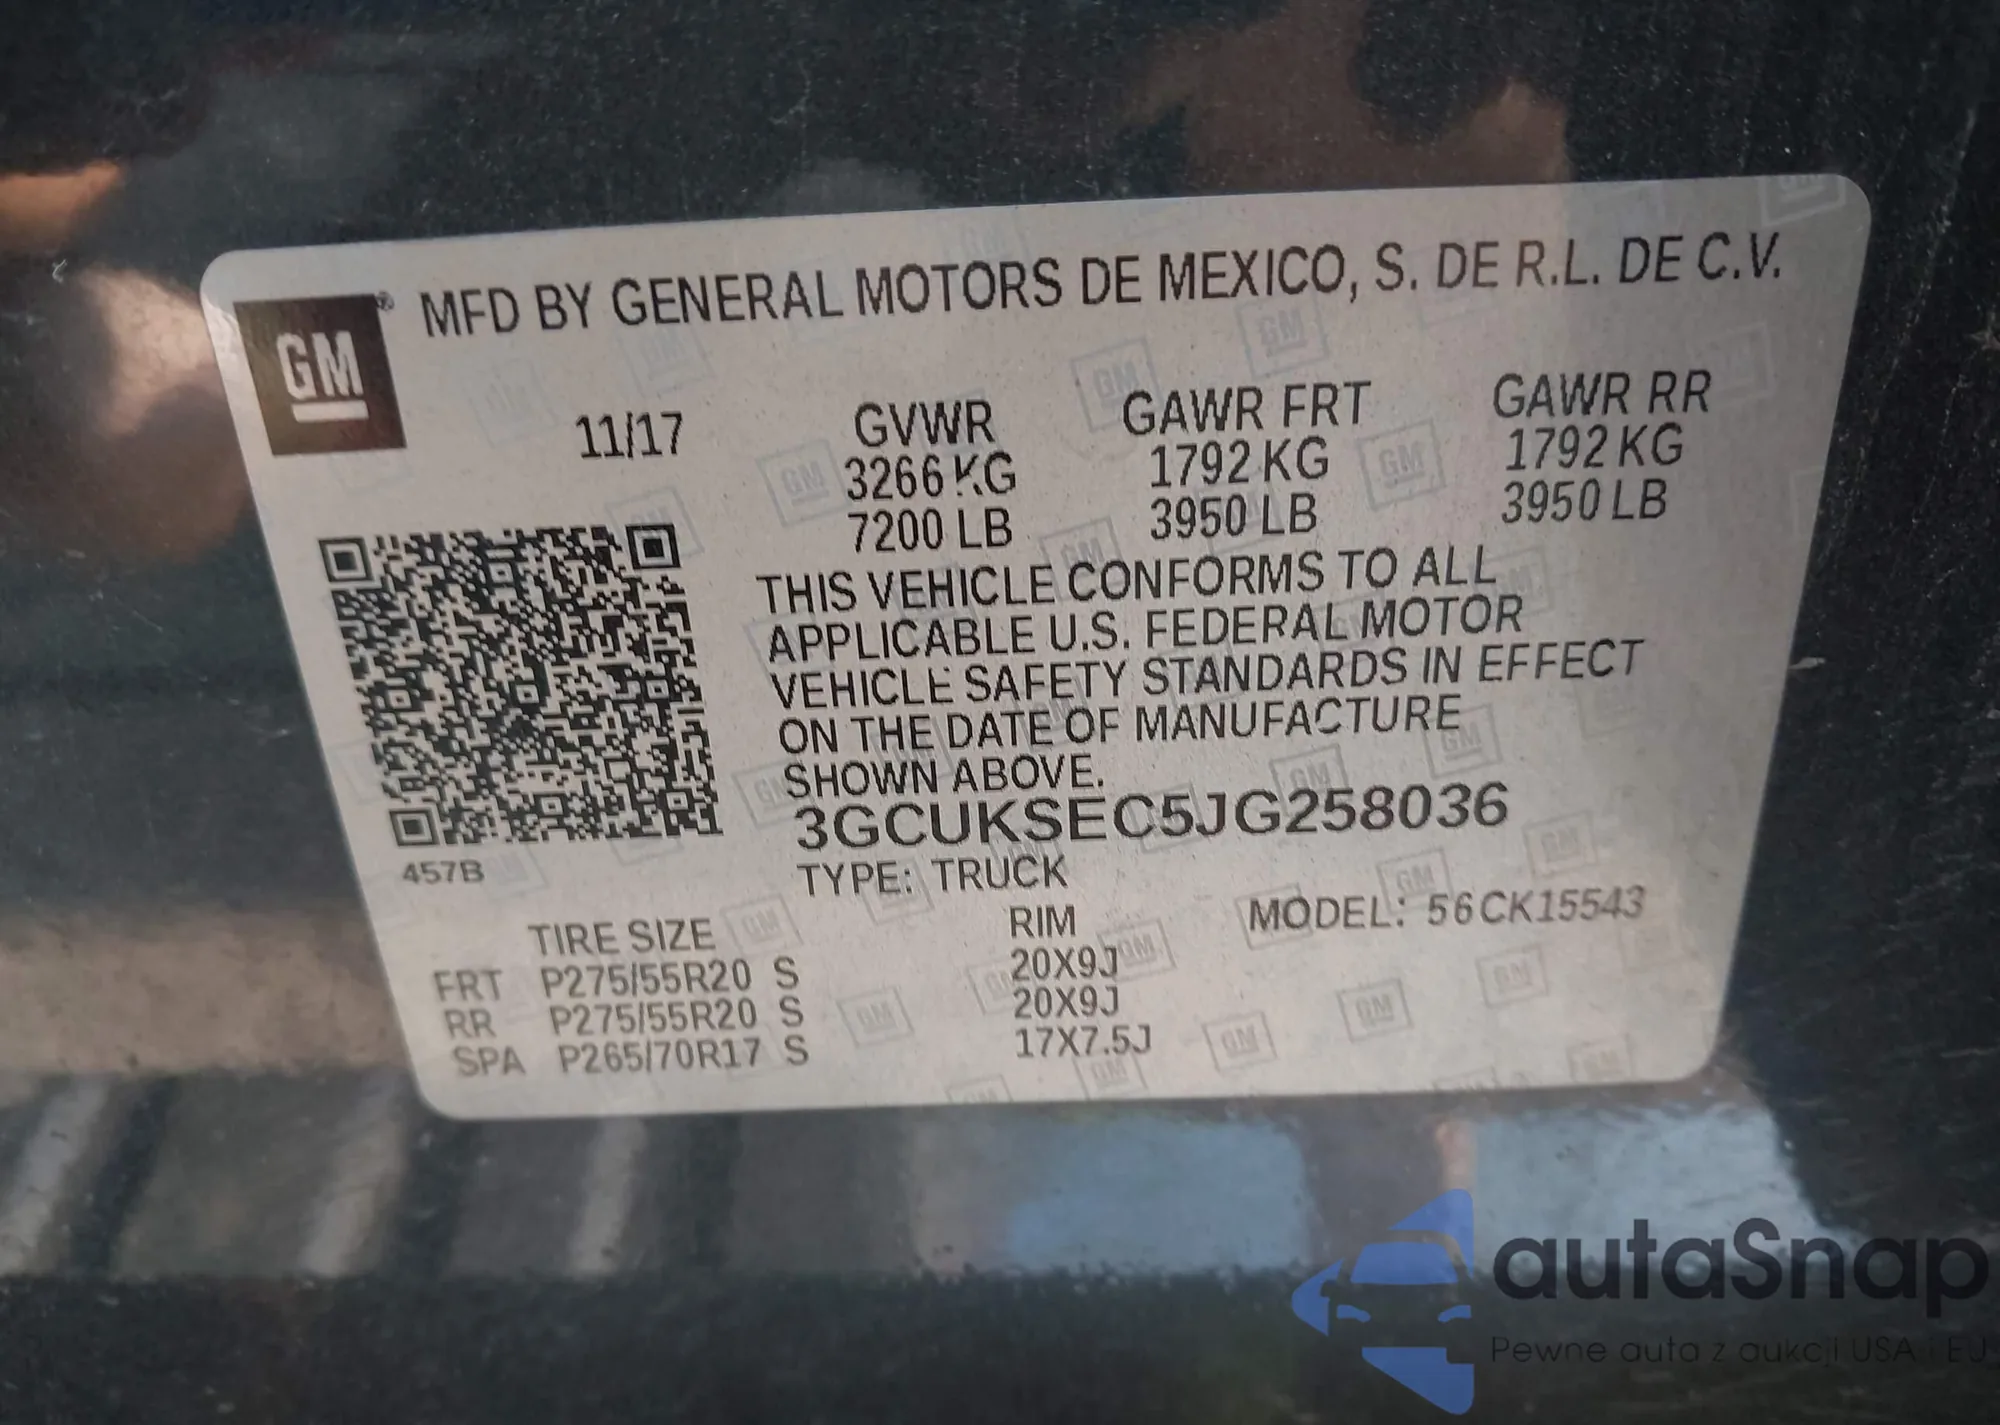 GM ® MFD BY GENERAL MOTORS DE MEXICO, S. DE R.L. DE C.V.
11/17 GVWR GAWR FRT GAWR RR
3266 KG 1792 KG 1792 KG
7200 LB 3950 LB 3950 LB
THIS VEHICLE CONFORMS TO ALL
APPLICABLE U.S. FEDERAL MOTOR
VEHICLE SAFETY STANDARDS IN EFFECT
ON THE DATE OF MANUFACTURE
SHOWN ABOVE.
3GCUKSEC5JG258036
457B
TYPE: TRUCK
MODEL: 56CK15543
TIRE SIZE RIM
FRT P275/55R20 S 20X9J
RR P275/55R20 S 20X9J
SPA P265/70R17 S 17X7.5J
autaSnap
Pewne auta z aukcji USA i EU